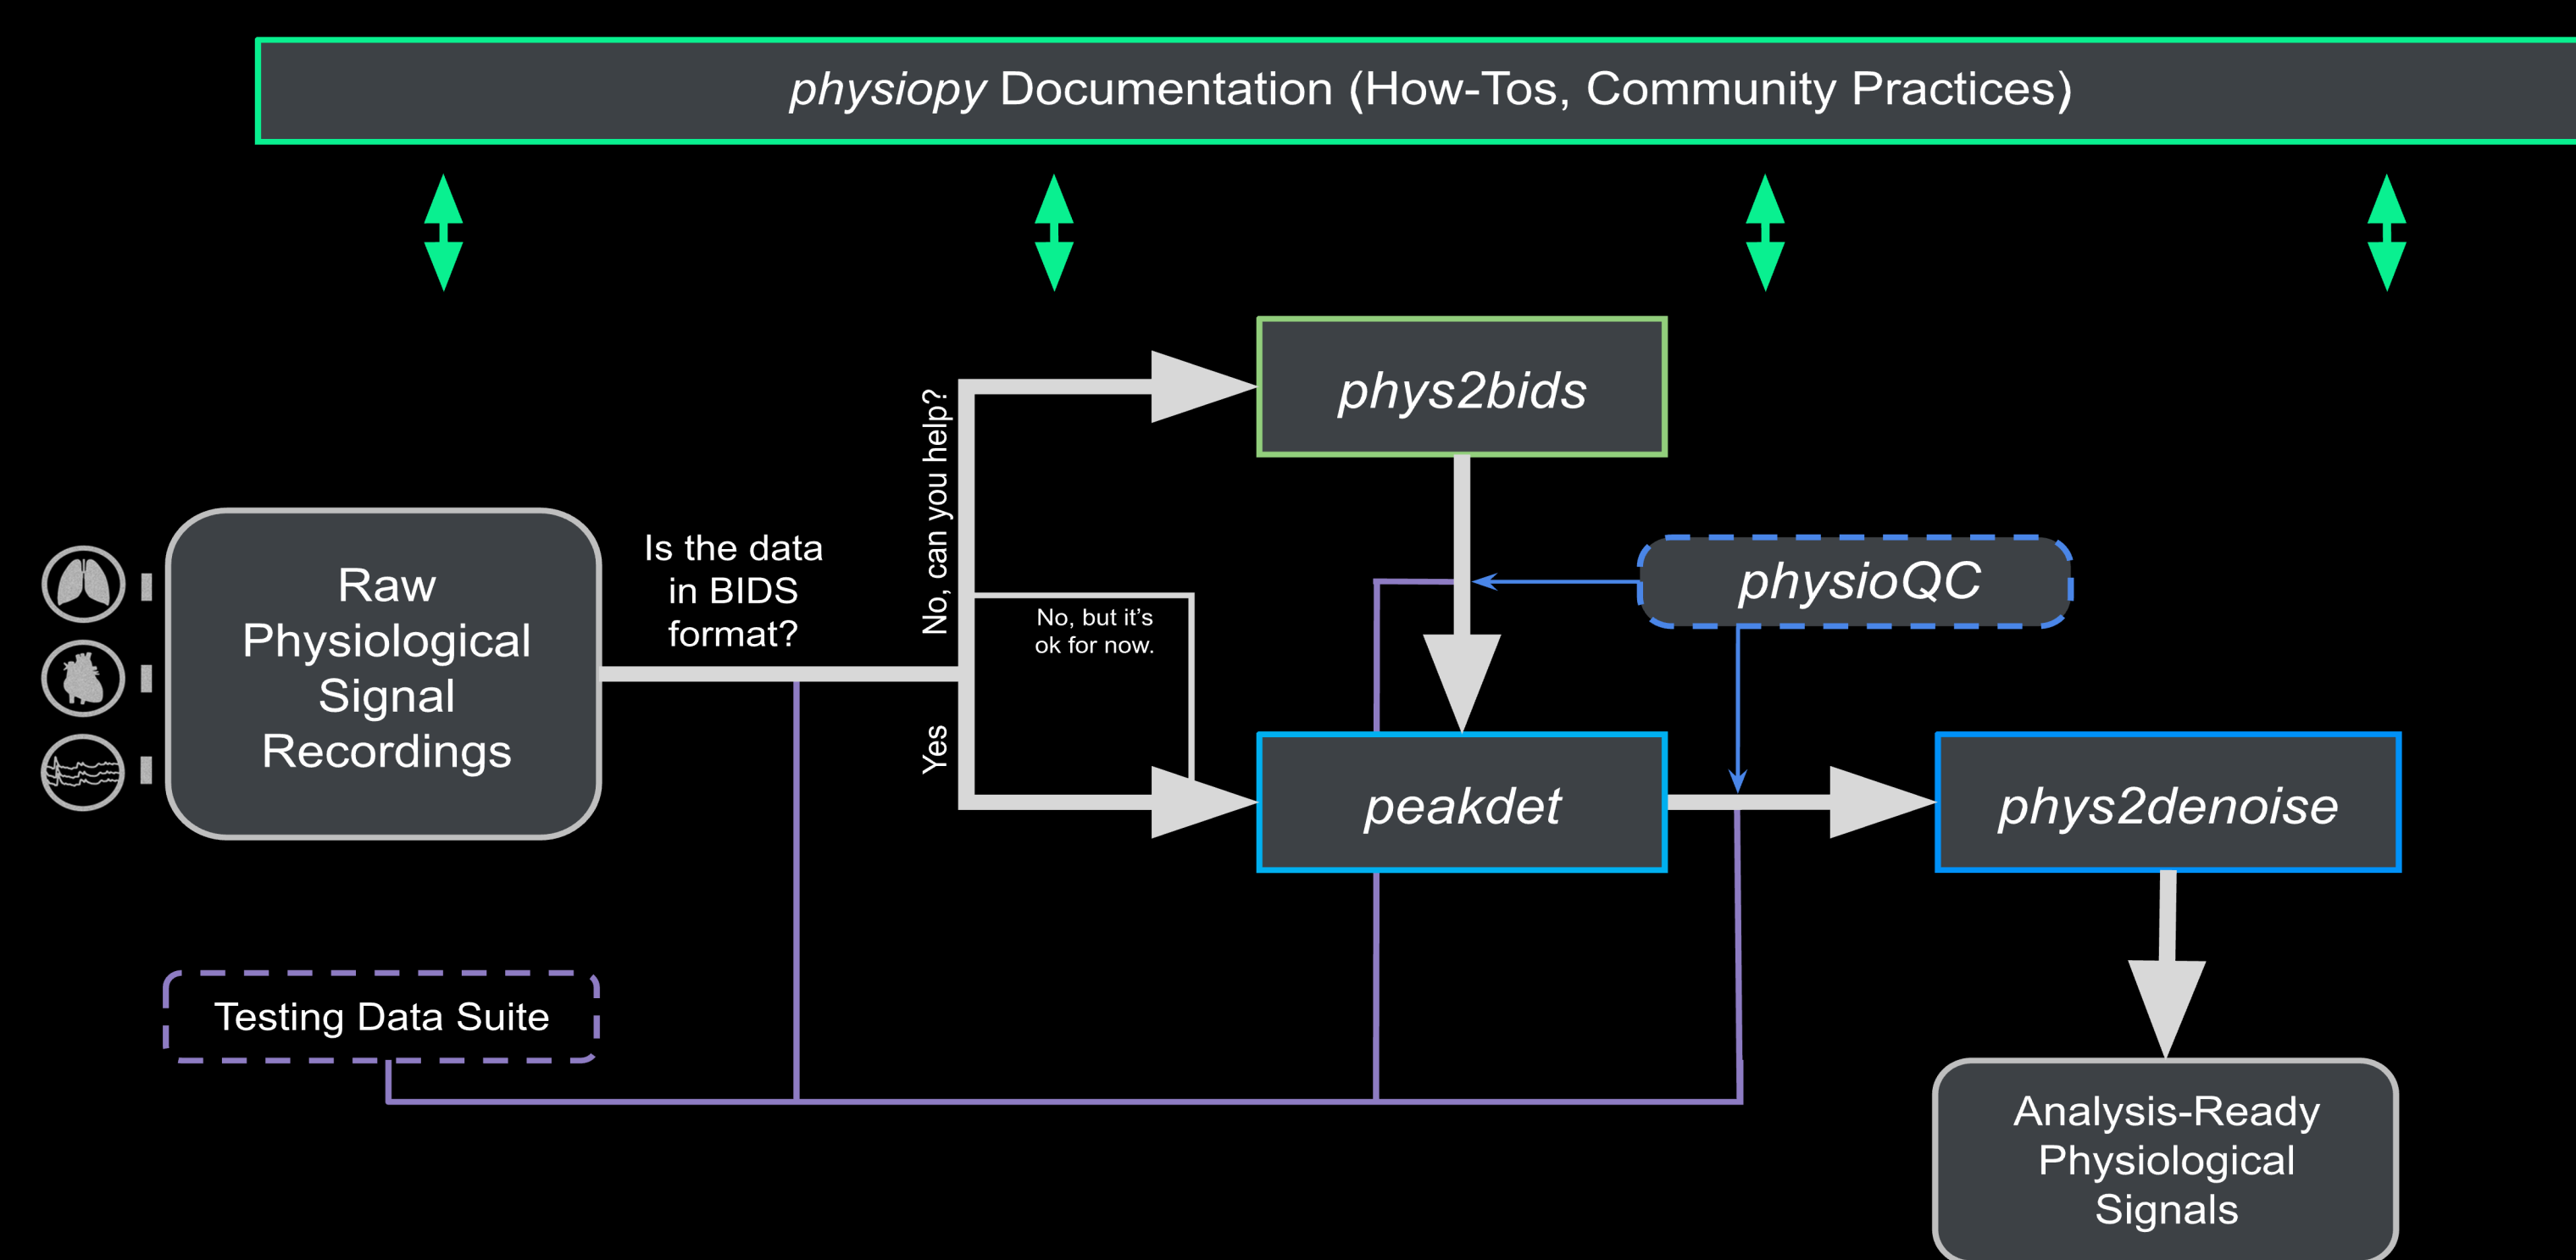 physiopy Documentation (How-Tos, Community Practices)
phys2bids
No, can you help?
Is the data
in BIDS
format?
Raw
Physiological
Signal
Recordings
No, but it's
ok for now.
physioQC
Yes
peakdet
phys2denoise
Testing Data Suite
Analysis-Ready
Physiological
Signals